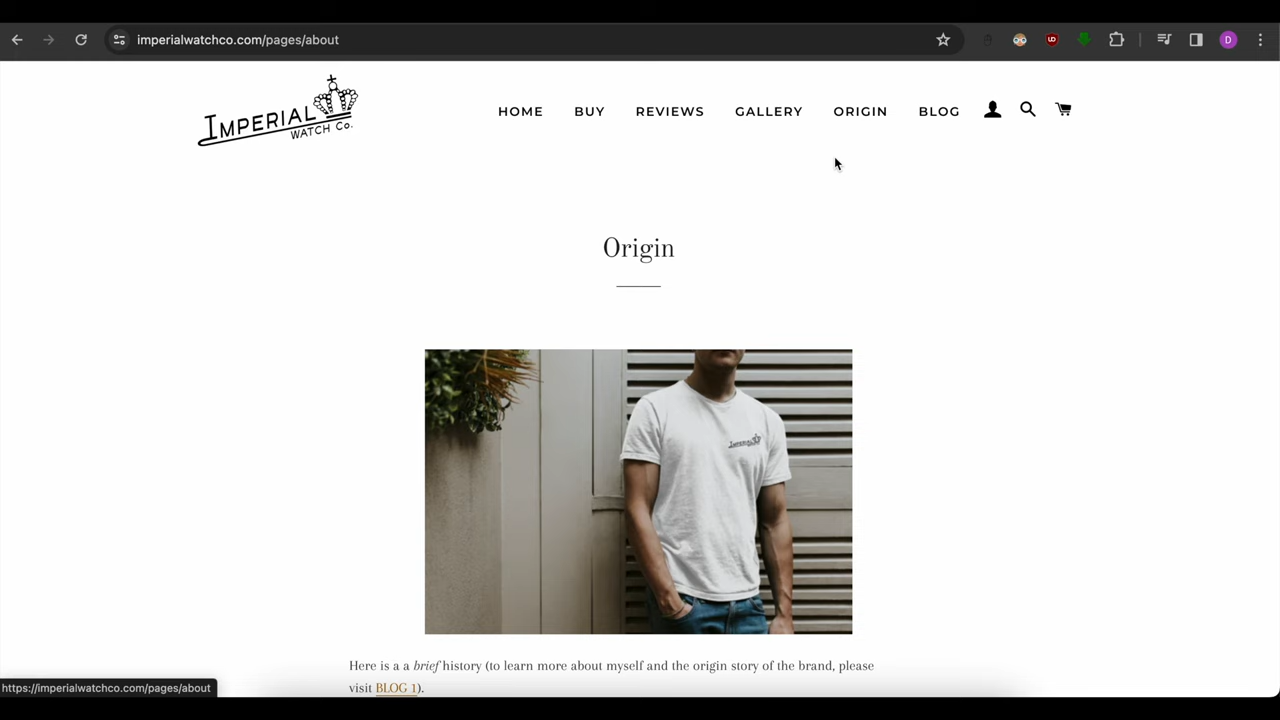 imperialwatchco.com/pages/about
D
IMPERIAL
WATCH Co.
HOME BUY REVIEWS GALLERY ORIGIN BLOG
Origin
IMPERIAL
Here is a a brief history (to learn more about myself and the origin story of the brand, please
visit BLOG 1).
https://imperialwatchco.com/pages/about